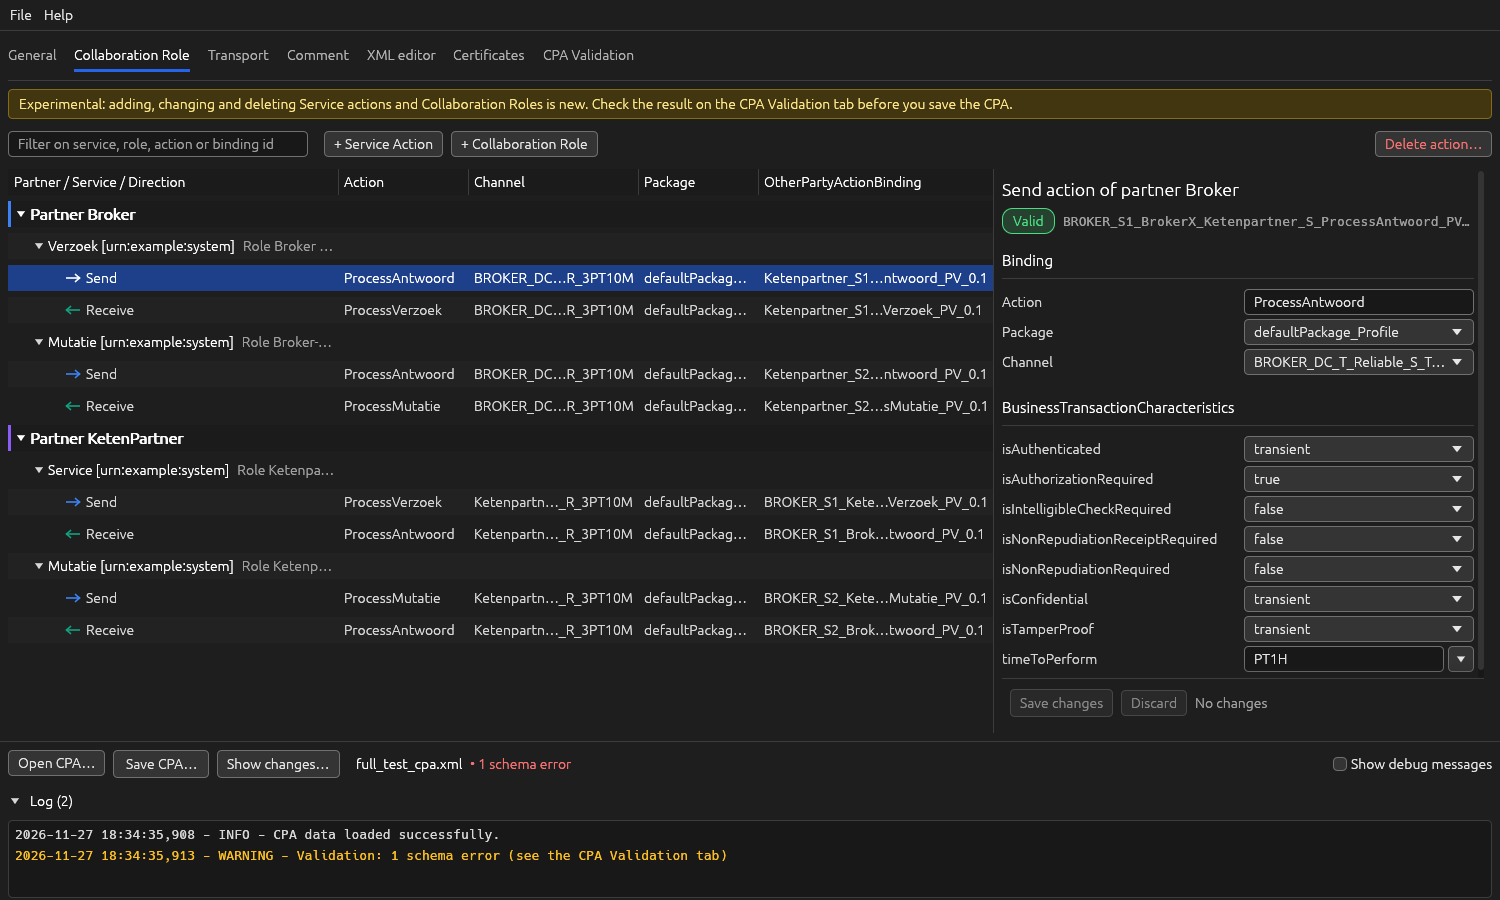 File Help
General Collaboration Role Transport Comment XML editor Certificates CPA Validation
Experimental: adding, changing and deleting Service actions and Collaboration Roles is new. Check the result on the CPA Validation tab before you save the CPA.
Filter on service, role, action or binding id + Service Action + Collaboration Role Delete action...
Partner / Service / Direction Action Channel Package OtherPartyActionBinding
Partner Broker
Verzoek [urn:example:system] Role Broker ...
Send ProcessAntwoord BROKER_DC...R_3PT10M defaultPackag... Ketenpartner_S1...ntwoord_PV_0.1
Receive ProcessVerzoek BROKER_DC...R_3PT10M defaultPackag... Ketenpartner_S1...Verzoek_PV_0.1
Mutatie [urn:example:system] Role Broker-...
Send ProcessAntwoord BROKER_DC...R_3PT10M defaultPackag... Ketenpartner_S2...ntwoord_PV_0.1
Receive ProcessMutatie BROKER_DC...R_3PT10M defaultPackag... Ketenpartner_S2...sMutatie_PV_0.1
Partner KetenPartner
Service [urn:example:system] Role Ketenpa...
Send ProcessVerzoek Ketenpartn..._R_3PT10M defaultPackag... BROKER_S1_Kete...Verzoek_PV_0.1
Receive ProcessAntwoord Ketenpartn..._R_3PT10M defaultPackag... BROKER_S1_Brok...twoord_PV_0.1
Mutatie [urn:example:system] Role Ketenp...
Send ProcessMutatie Ketenpartn..._R_3PT10M defaultPackag... BROKER_S2_Kete...Mutatie_PV_0.1
Receive ProcessAntwoord Ketenpartn..._R_3PT10M defaultPackag... BROKER_S2_Brok...twoord_PV_0.1
Send action of partner Broker
Valid BROKER_S1_BrokerX_Ketenpartner_S_ProcessAntwoord_PV...
Binding
Action ProcessAntwoord
Package defaultPackage_Profile
Channel BROKER_DC_T_Reliable_S_T...
BusinessTransactionCharacteristics
isAuthenticated transient
isAuthorizationRequired true
isIntelligibleCheckRequired false
isNonRepudiationReceiptRequired false
isNonRepudiationRequired false
isConfidential transient
isTamperProof transient
timeToPerform PT1H
Save changes Discard No changes
Open CPA... Save CPA... Show changes... full_test_cpa.xml • 1 schema error Show debug messages
Log (2)
2026-11-27 18:34:35,908 - INFO - CPA data loaded successfully.
2026-11-27 18:34:35,913 - WARNING - Validation: 1 schema error (see the CPA Validation tab)